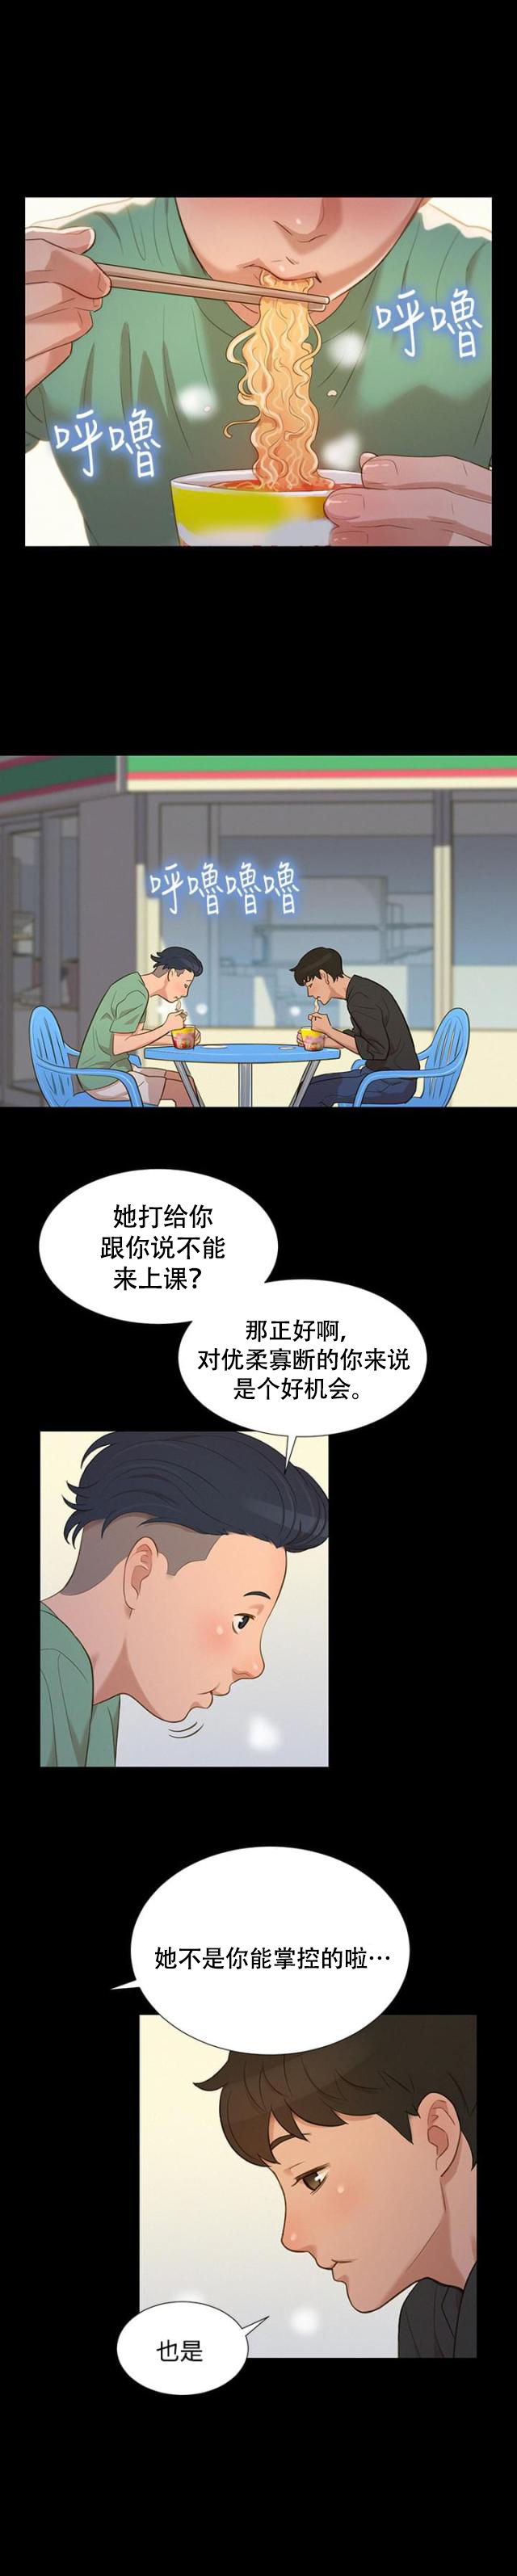 呼噜
呼噜
呼噜噜噜
她打给你
跟你说不能
来上课?
那正好啊,
对优柔寡断的你来说
是个好机会。
她不是你能掌控的啦…
也是